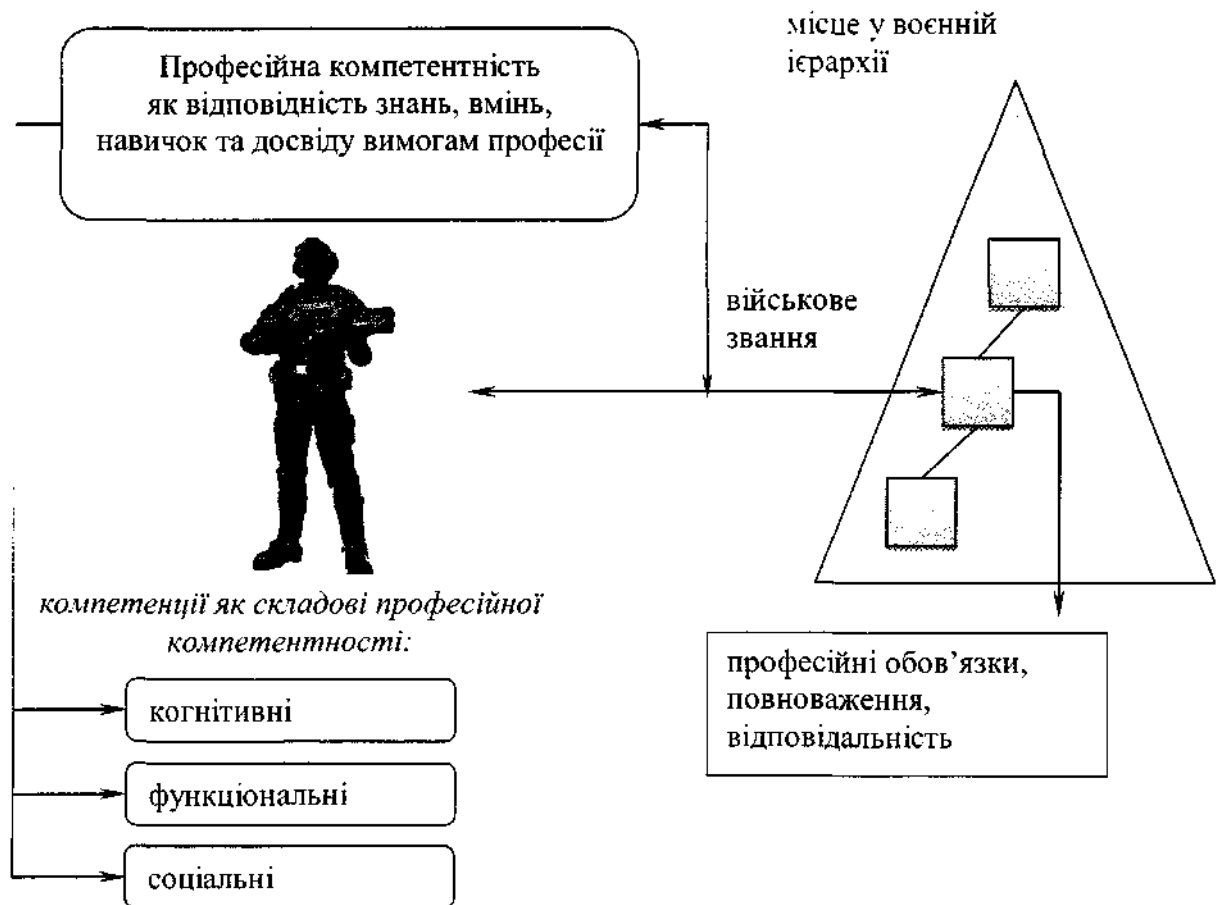 місце у воєнній
ієрархії
Професійна компетентність
як відповідність знань, вмінь,
навичок та досвіду вимогам професії
військове
звання
компетенції як складові професійної
компетентності:
професійні обов’язки,
повноваження,
відповідальність
когнітивні
функціональні
соціальні